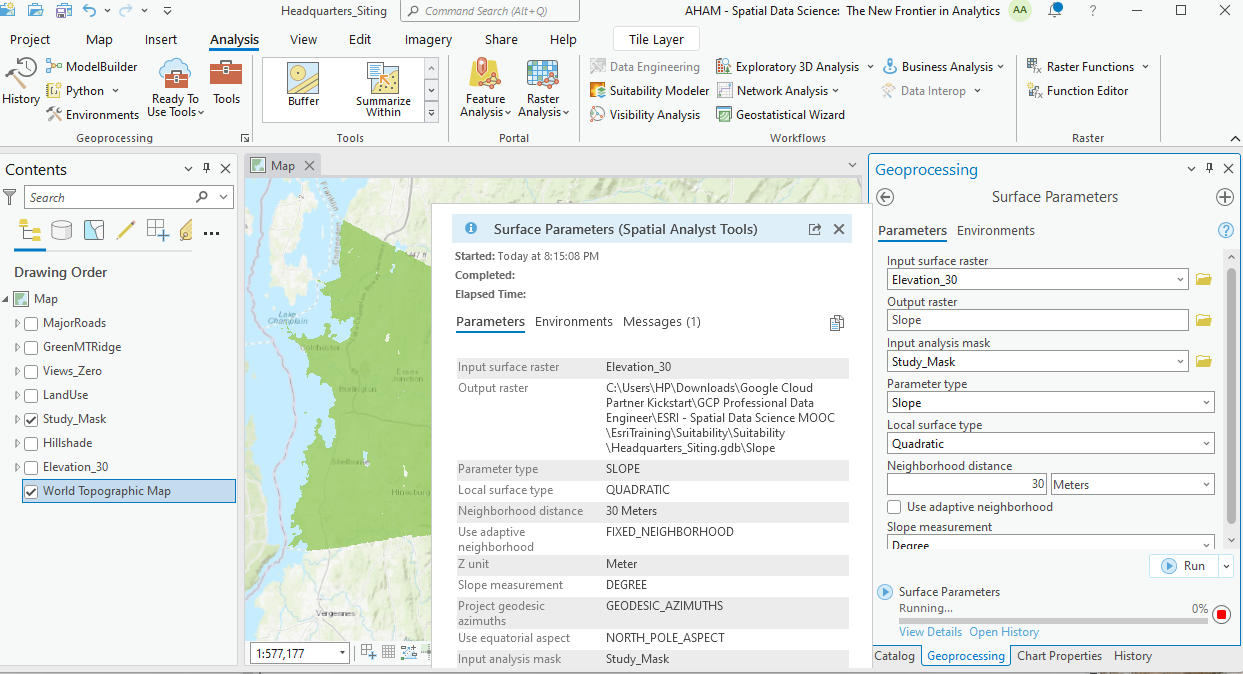 Headquarters_Siting
Command Search (Alt+Q)
AHAM - Spatial Data Science: The New Frontier in Analytics
AA
?
Project
Map
Insert
Analysis
View
Edit
Imagery
Share
Help
Tile Layer
History
ModelBuilder
Python
Environments
Ready To
Use Tools
Tools
Geoprocessing
Buffer
Summarize
Within
Tools
Feature
Analysis
Raster
Analysis
Portal
Data Engineering
Suitability Modeler
Visibility Analysis
Exploratory 3D Analysis
Network Analysis
Geostatistical Wizard
Business Analysis
Data Interop
Workflows
Raster Functions
Function Editor
Raster
Contents
Search
Drawing Order
Map
MajorRoads
GreenMTRidge
Views_Zero
LandUse
Study_Mask
Hillshade
Elevation_30
World Topographic Map
Map
Franklin
Lake
Champlain
Colchester
Essex
Junction
Burlington
Shelburne
Hinesburg
Vergennes
1:577,177
Surface Parameters (Spatial Analyst Tools)
Started: Today at 8:15:08 PM
Completed:
Elapsed Time:
Parameters
Environments
Messages (1)
Input surface raster Elevation_30
Output raster C:\Users\HP\Downloads\Google Cloud
Partner Kickstart\GCP Professional Data
Engineer\ESRI - Spatial Data Science MOOC
\EsriTraining\Suitability\Suitability
\Headquarters_Siting.gdb\Slope
Parameter type SLOPE
Local surface type QUADRATIC
Neighborhood distance 30 Meters
Use adaptive FIXED_NEIGHBORHOOD
neighborhood
Z unit Meter
Slope measurement DEGREE
Project geodesic GEODESIC_AZIMUTHS
azimuths
Use equatorial aspect NORTH_POLE_ASPECT
Input analysis mask Study_Mask
Geoprocessing
Surface Parameters
Parameters
Environments
?
Input surface raster
Elevation_30
Output raster
Slope
Input analysis mask
Study_Mask
Parameter type
Slope
Local surface type
Quadratic
Neighborhood distance
30 Meters
Use adaptive neighborhood
Slope measurement
Degree
Run
Surface Parameters
Running... 0%
View Details Open History
Catalog
Geoprocessing
Chart Properties
History